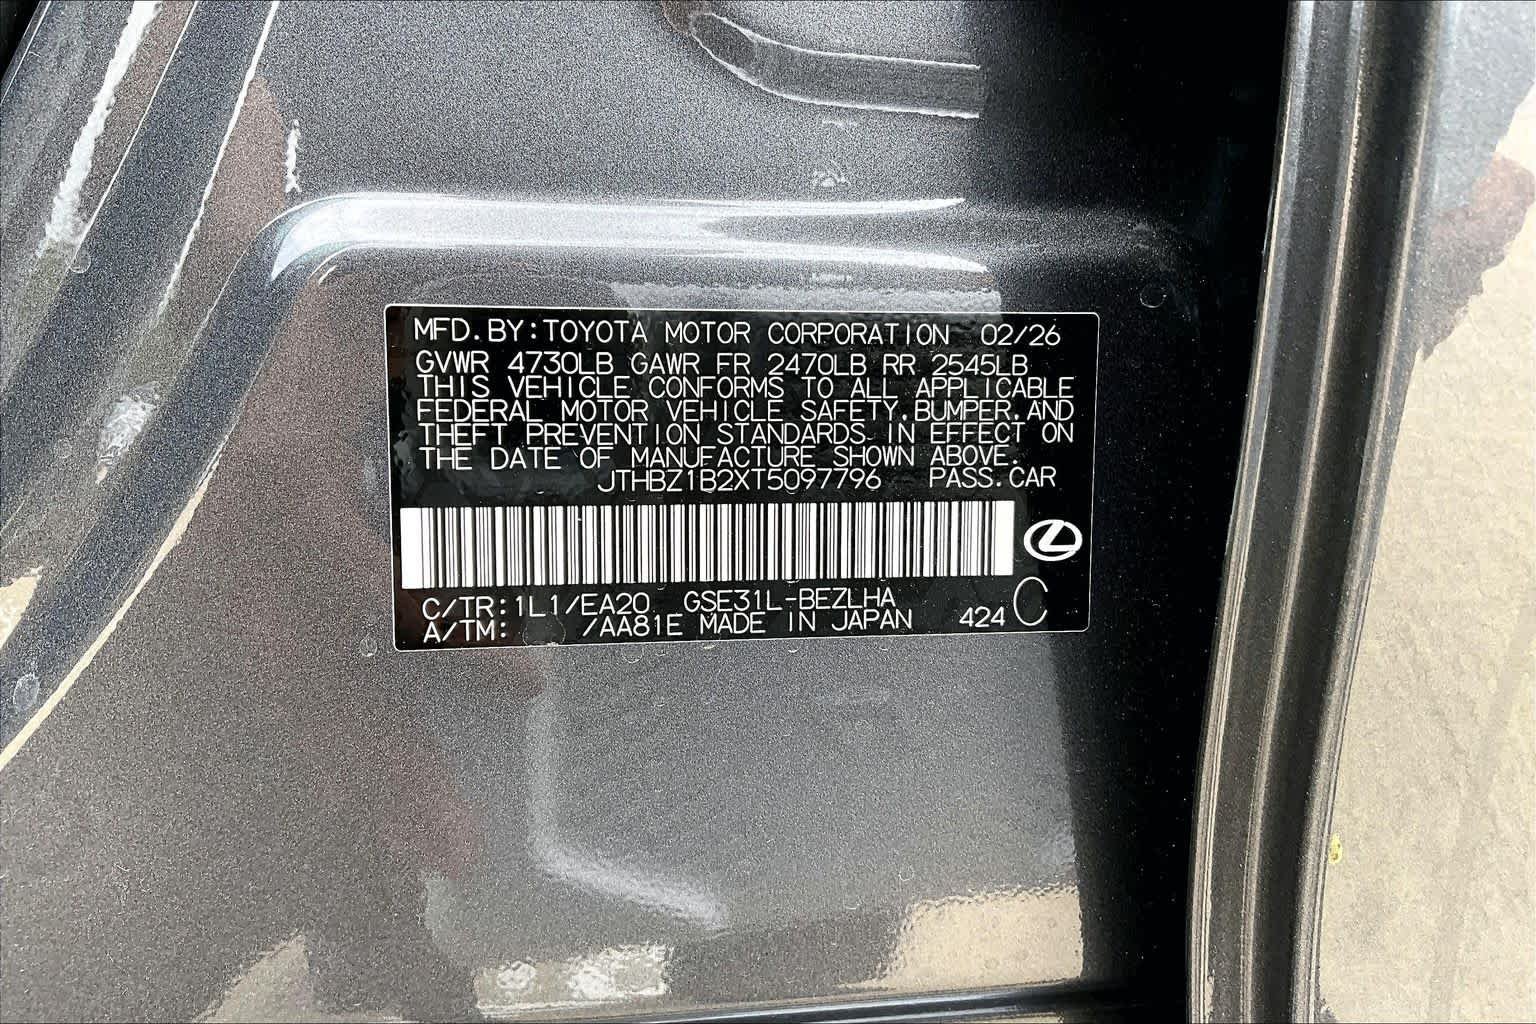 MFD.BY:TOYOTA MOTOR CORPORATION 02/26
GVWR 4730LB GAWR FR 2470LB RR 2545LB
THIS VEHICLE CONFORMS TO ALL APPLICABLE
FEDERAL MOTOR VEHICLE SAFETY,BUMPER,AND
THEFT PREVENTION STANDARDS IN EFFECT ON
THE DATE OF MANUFACTURE SHOWN ABOVE.
JTHBZ1B2XT5097796 PASS.CAR
C/TR:1L1/EA20 GSE31L-BEZLHA
A/TM: /AA81E MADE IN JAPAN 424 C